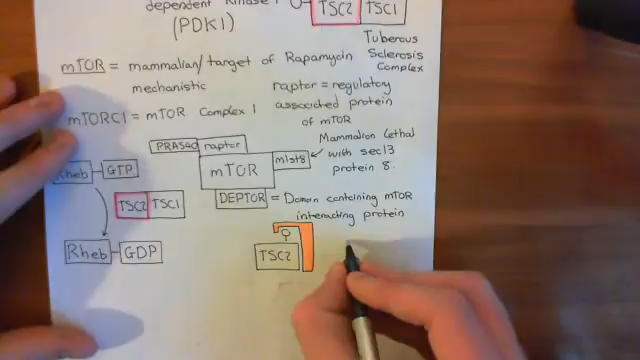 dependent Kinase 1
(PDK1)
TSC2 TSC1
Tuberous
Sclerosis
Complex
mTOR = mammalian/target of Rapamycin
mechanistic
raptor = regulatory
associated protein
of mTOR
mTORC1 = mTOR Complex 1
PRAS40 raptor
mTOR
mlst8
Mammalian Lethal
with sec13
protein 8.
Rheb GTP
TSC2 TSC1
DEPTOR = Domain containing mTOR
interacting protein
Rheb GDP
TSC2